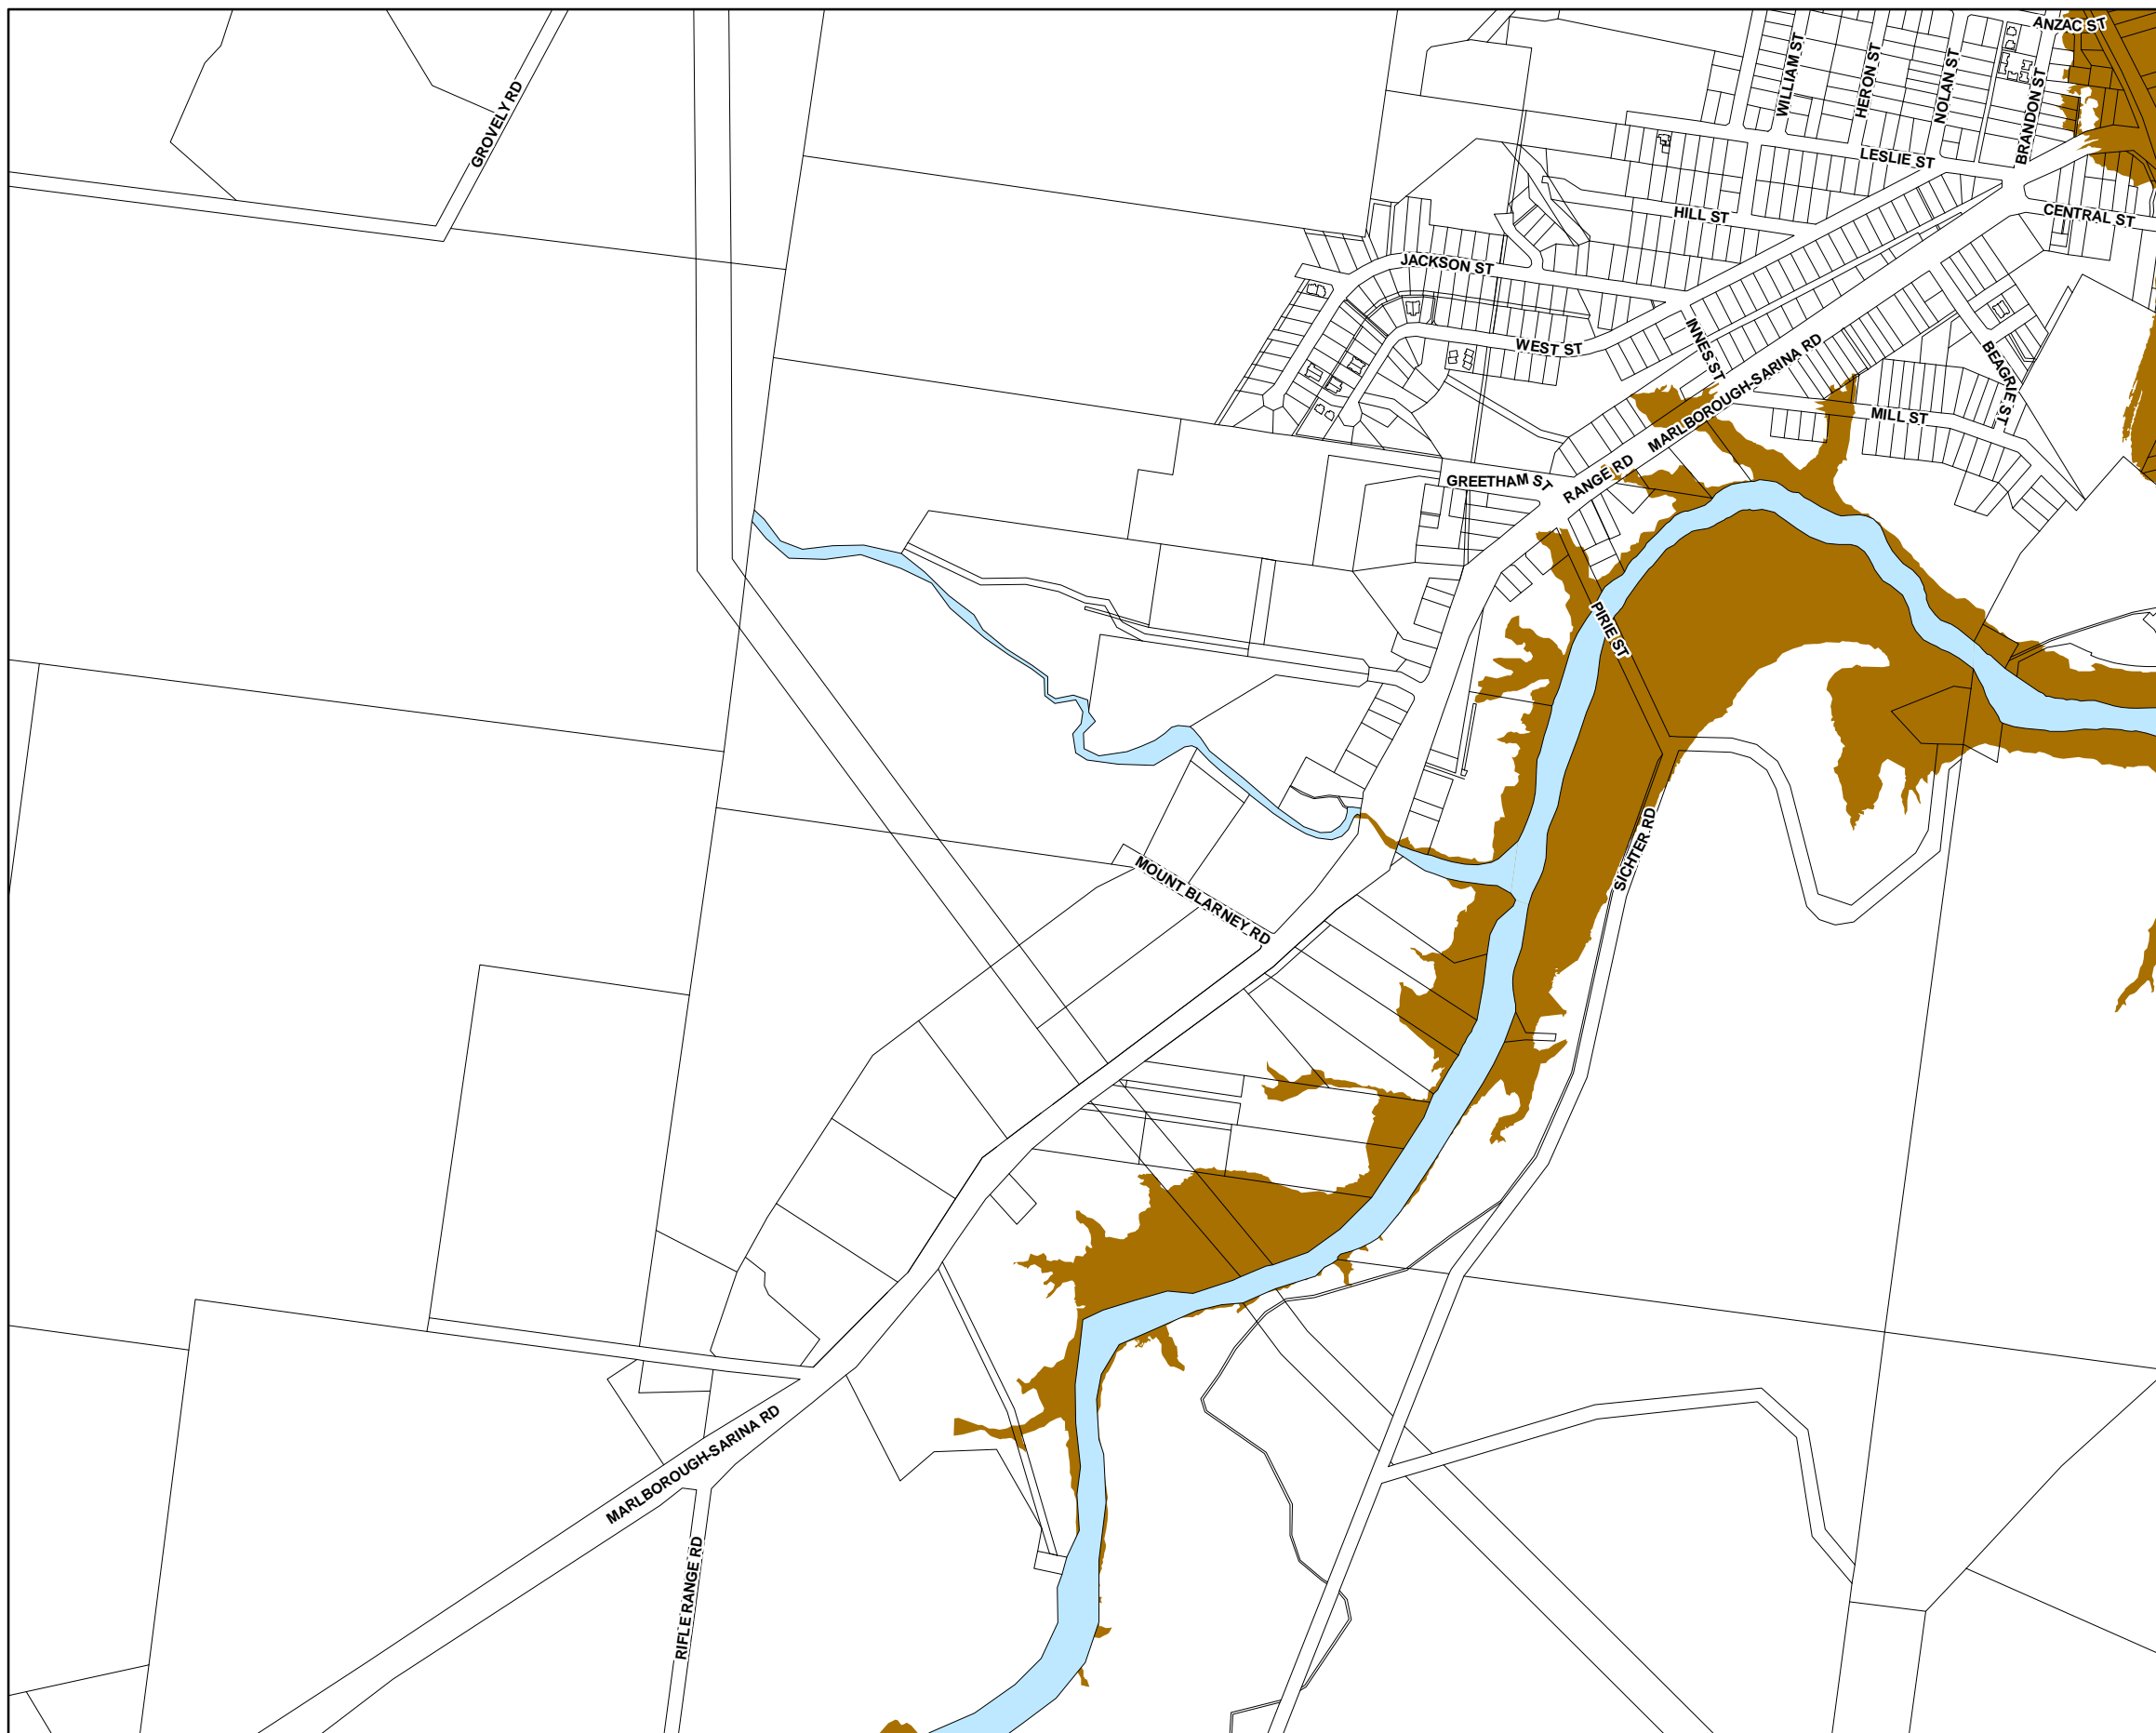 ANZAC ST
WILLIAM ST
HERON ST
NOLAN ST
BRANDON ST
GROVELY RD
LESLIE ST
HILL ST
CENTRAL ST
JACKSON ST
WEST ST
INNES ST
MARLBOROUGH-SARINA RD
BEAGRIE ST
MILL ST
GREETHAM ST
RANGE RD
PIRIE ST
SICHTER RD
MOUNT BLARNEY RD
MARLBOROUGH-SARINA RD
RIFLE RANGE RD